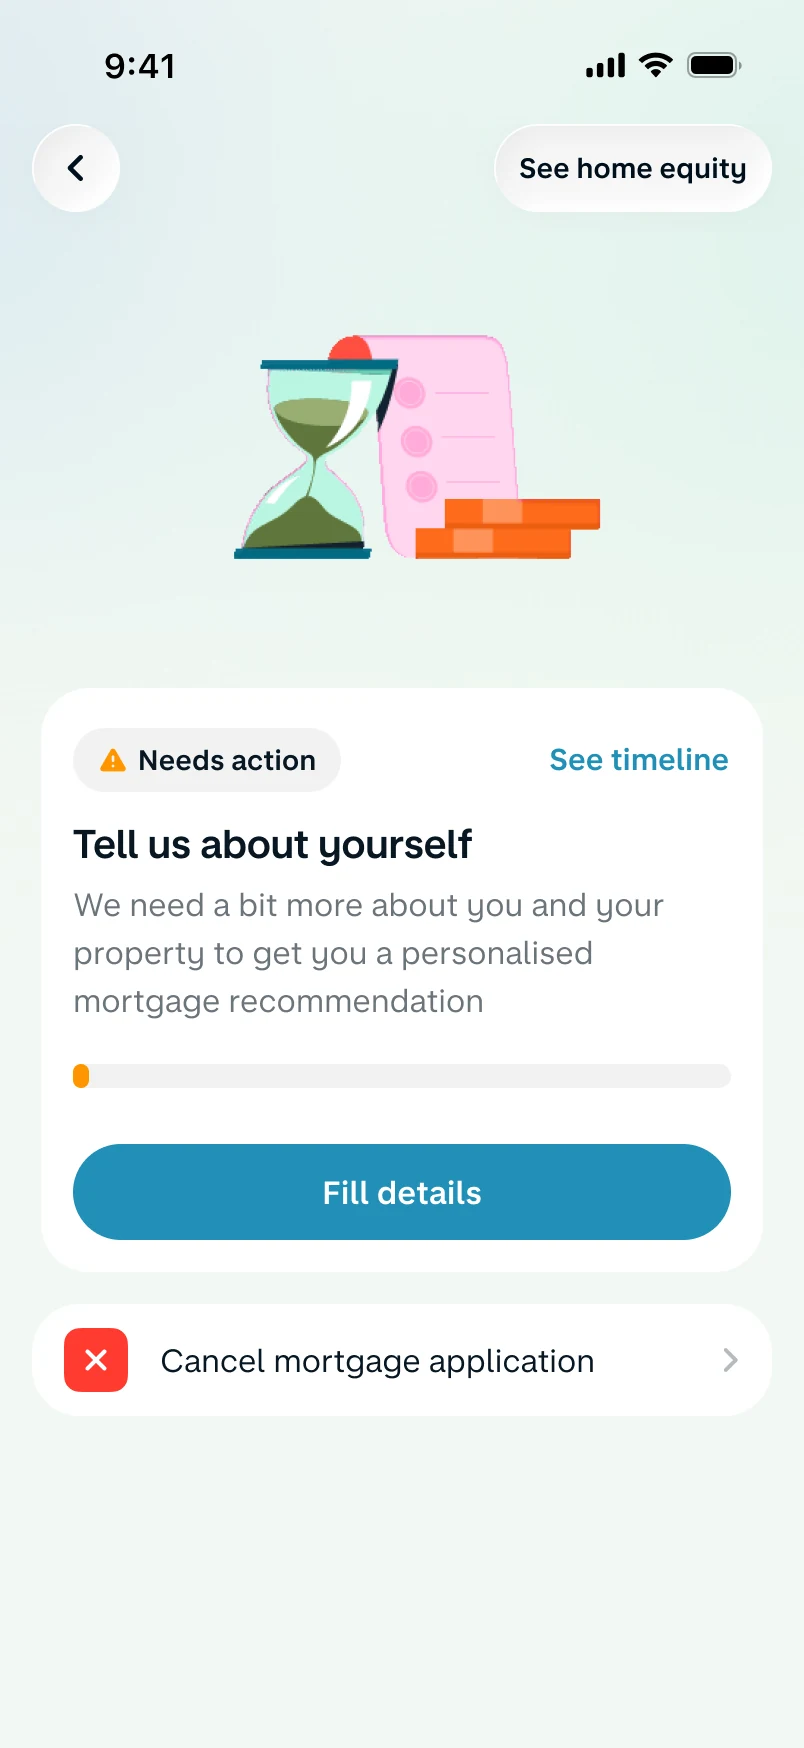 9:41
See home equity
Needs action
See timeline
Tell us about yourself
We need a bit more about you and your
property to get you a personalised
mortgage recommendation
Fill details
Cancel mortgage application